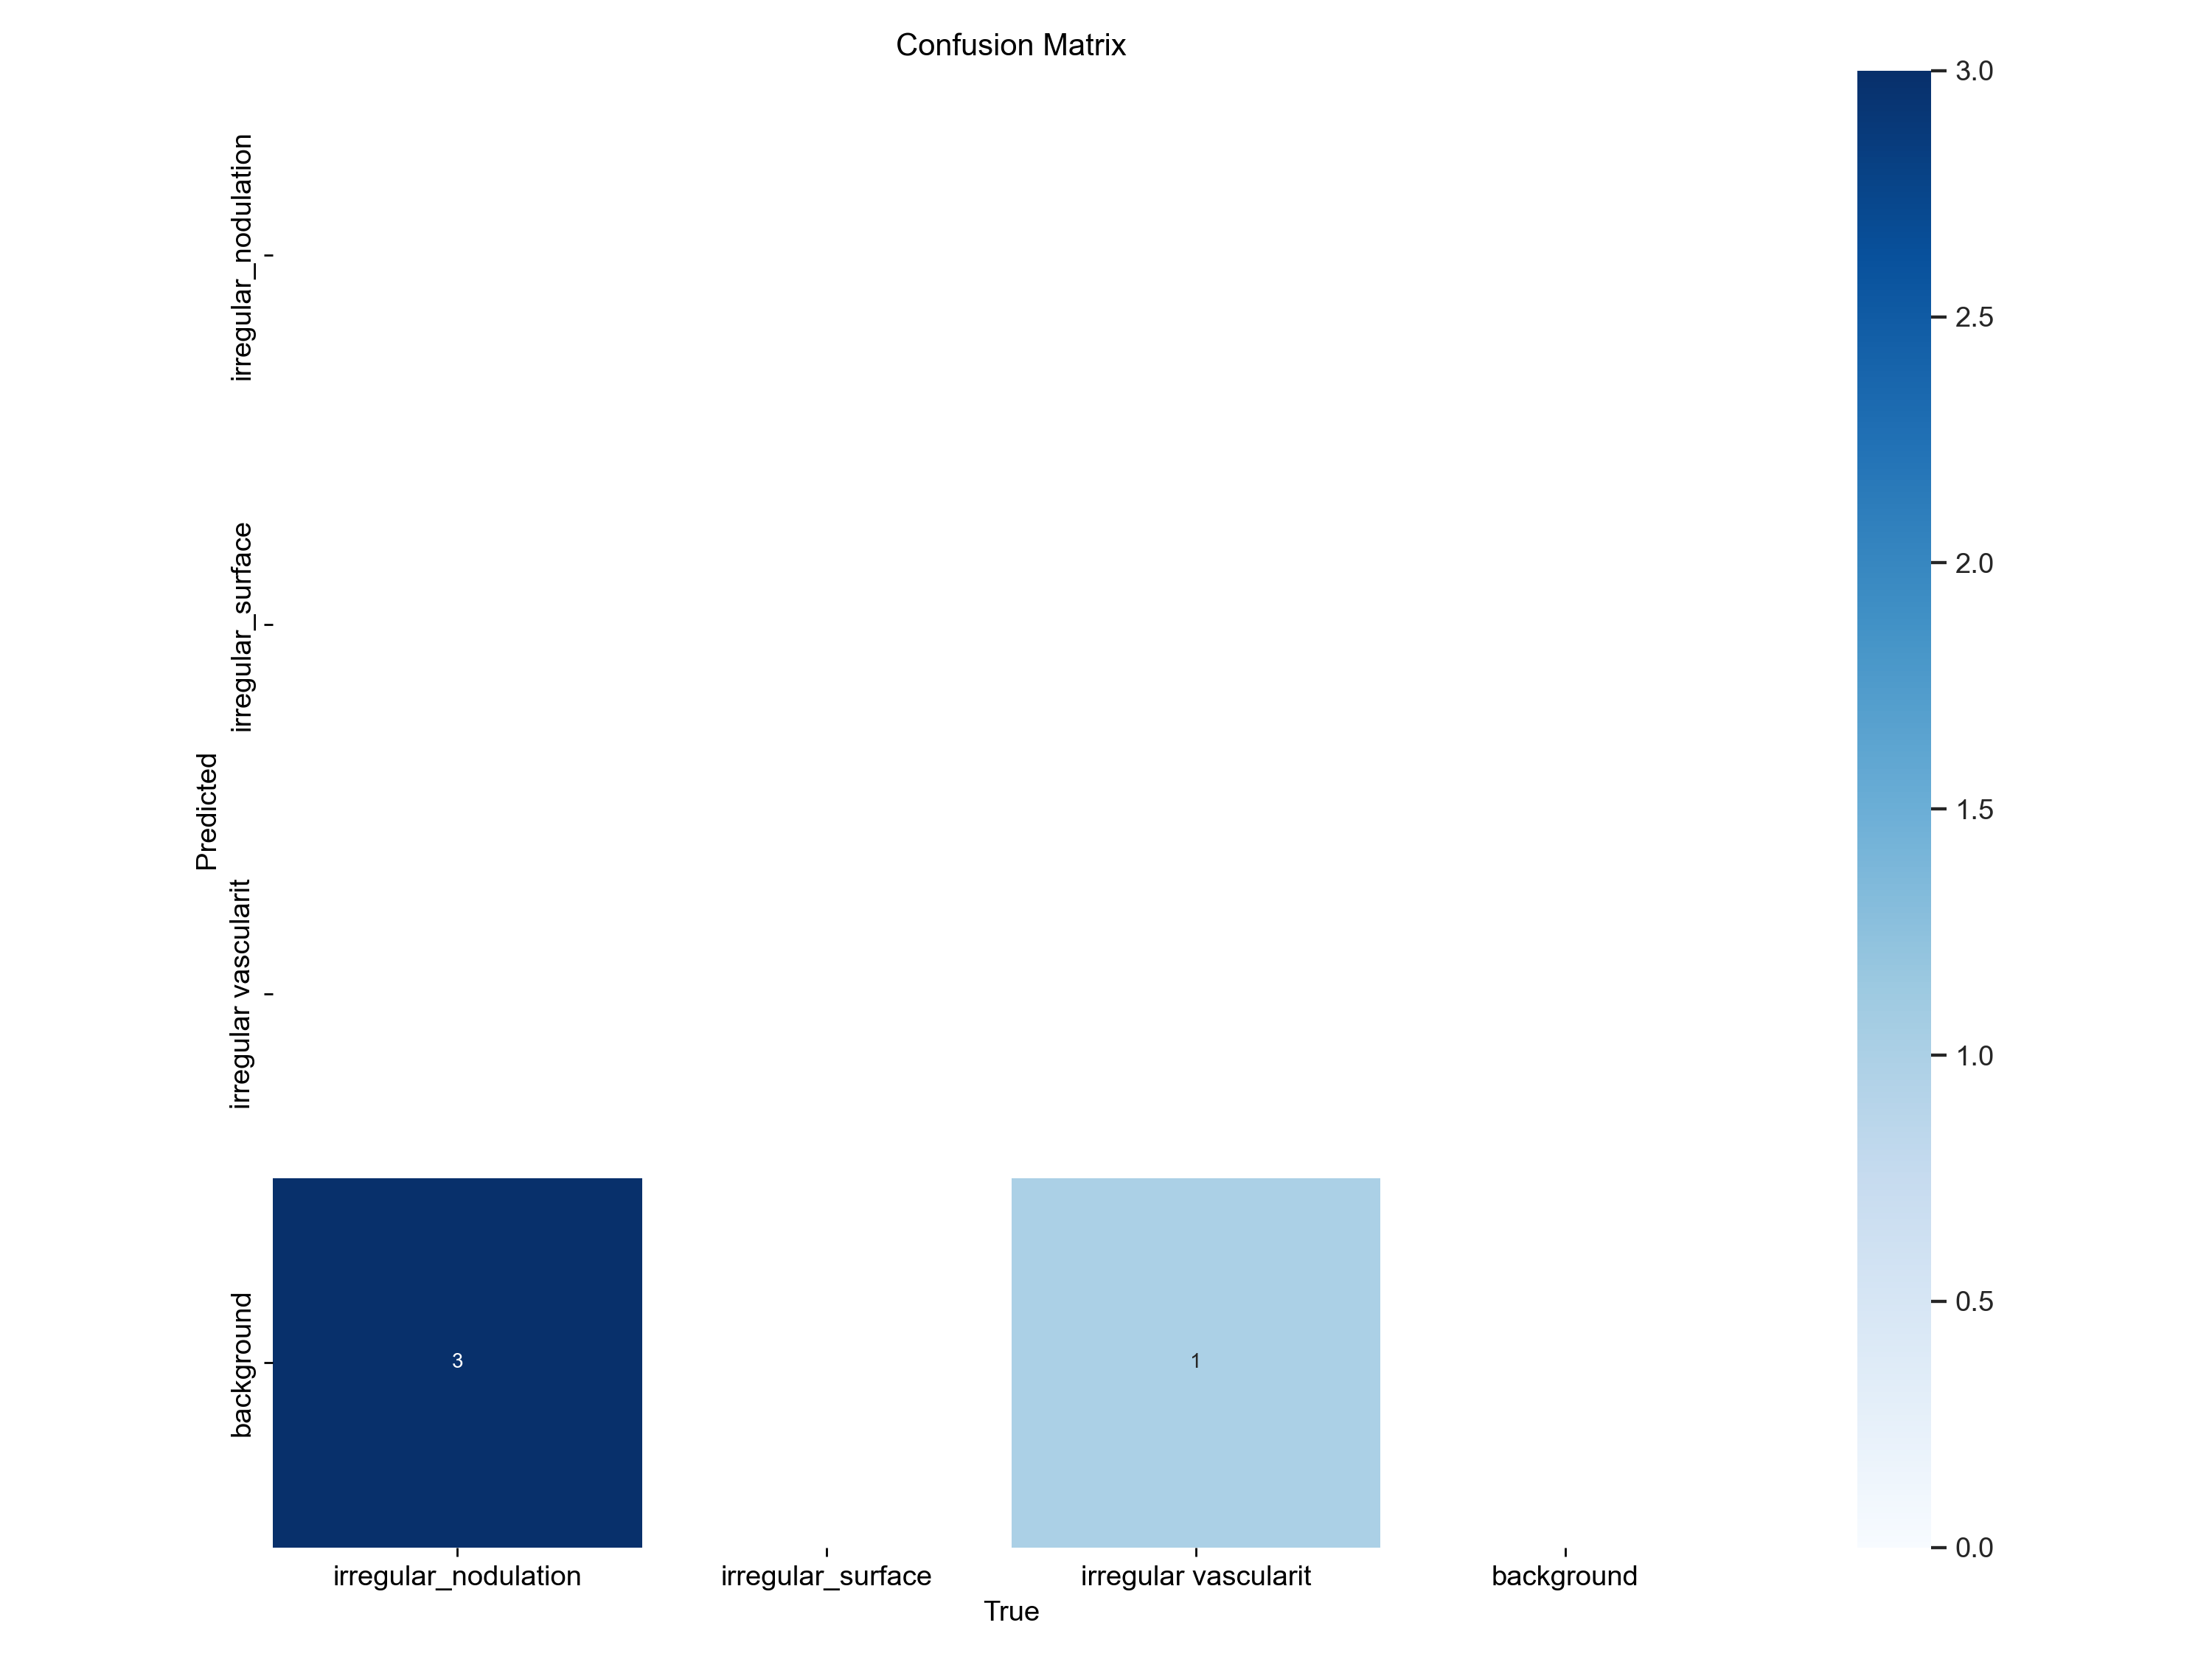 Confusion Matrix
Predicted
irregular_nodulation
irregular_surface
irregular vascularit
background
3
1
irregular_nodulation
irregular_surface
irregular vascularit
background
True
3.0
2.5
2.0
1.5
1.0
0.5
0.0